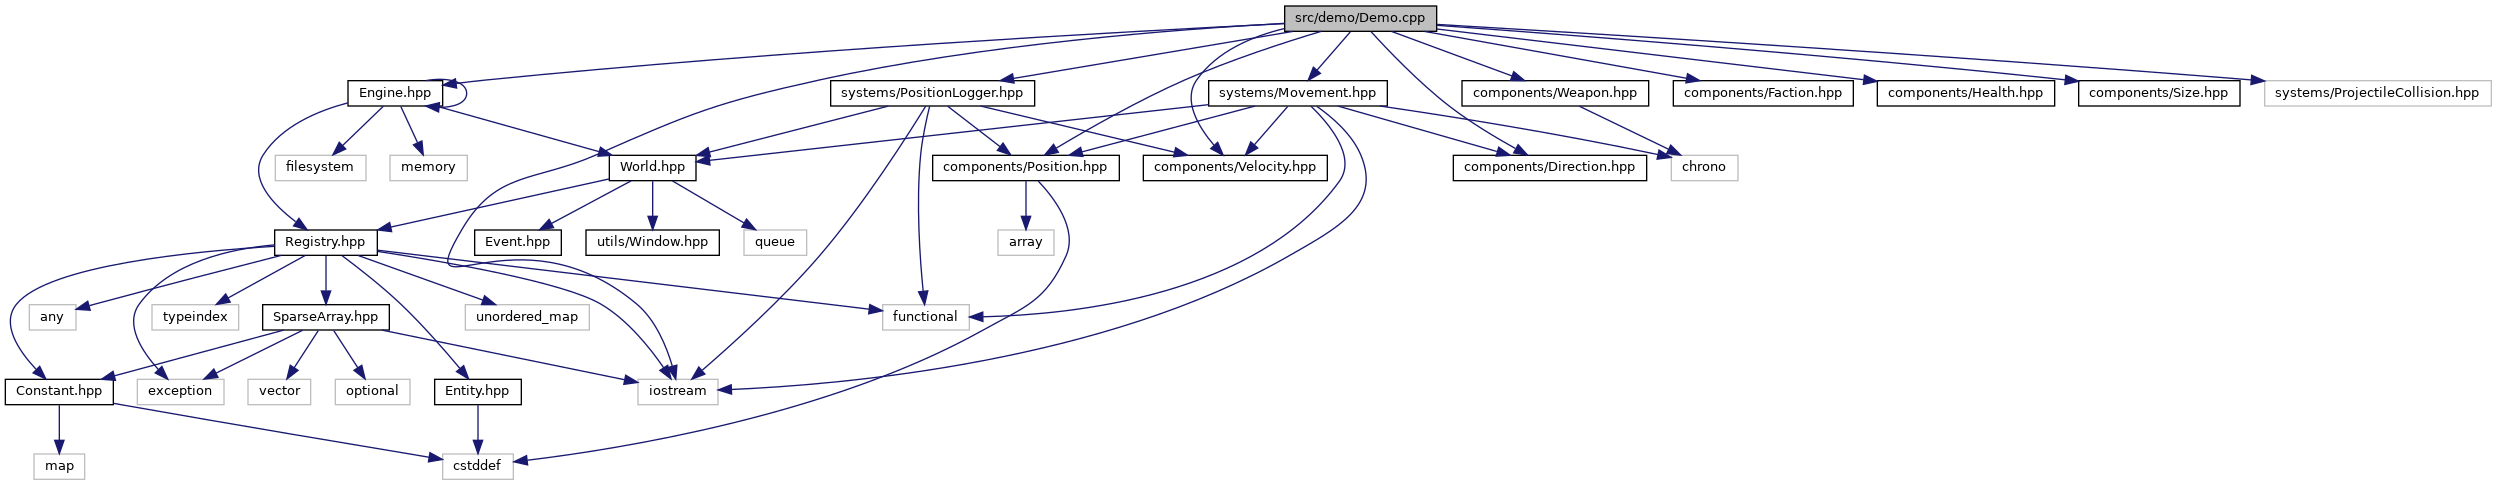 src/demo/Demo.cpp
Engine.hpp
systems/PositionLogger.hpp
systems/Movement.hpp
components/Weapon.hpp
components/Faction.hpp
components/Health.hpp
components/Size.hpp
systems/ProjectileCollision.hpp
filesystem
memory
World.hpp
components/Position.hpp
components/Velocity.hpp
components/Direction.hpp
chrono
Registry.hpp
Event.hpp
utils/Window.hpp
queue
array
any
typeindex
SparseArray.hpp
unordered_map
functional
Constant.hpp
exception
vector
optional
Entity.hpp
iostream
map
cstddef